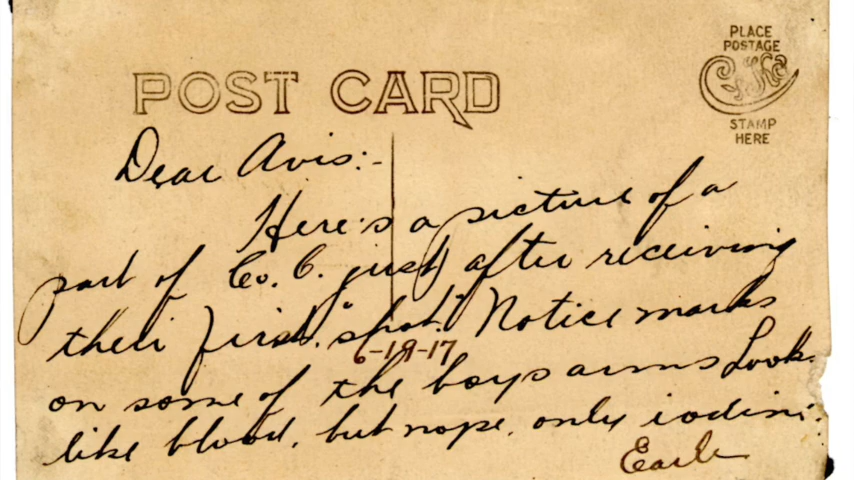 PLACE
POSTAGE
STAMP
HERE
POST CARD
Dear Avis:-
Here's a picture of a
part of Co. C. just after receiving
their first "shot." Notice marks
6-19-17
on some of the boys arms Look
like blood, but nope, only iodine.
Earle